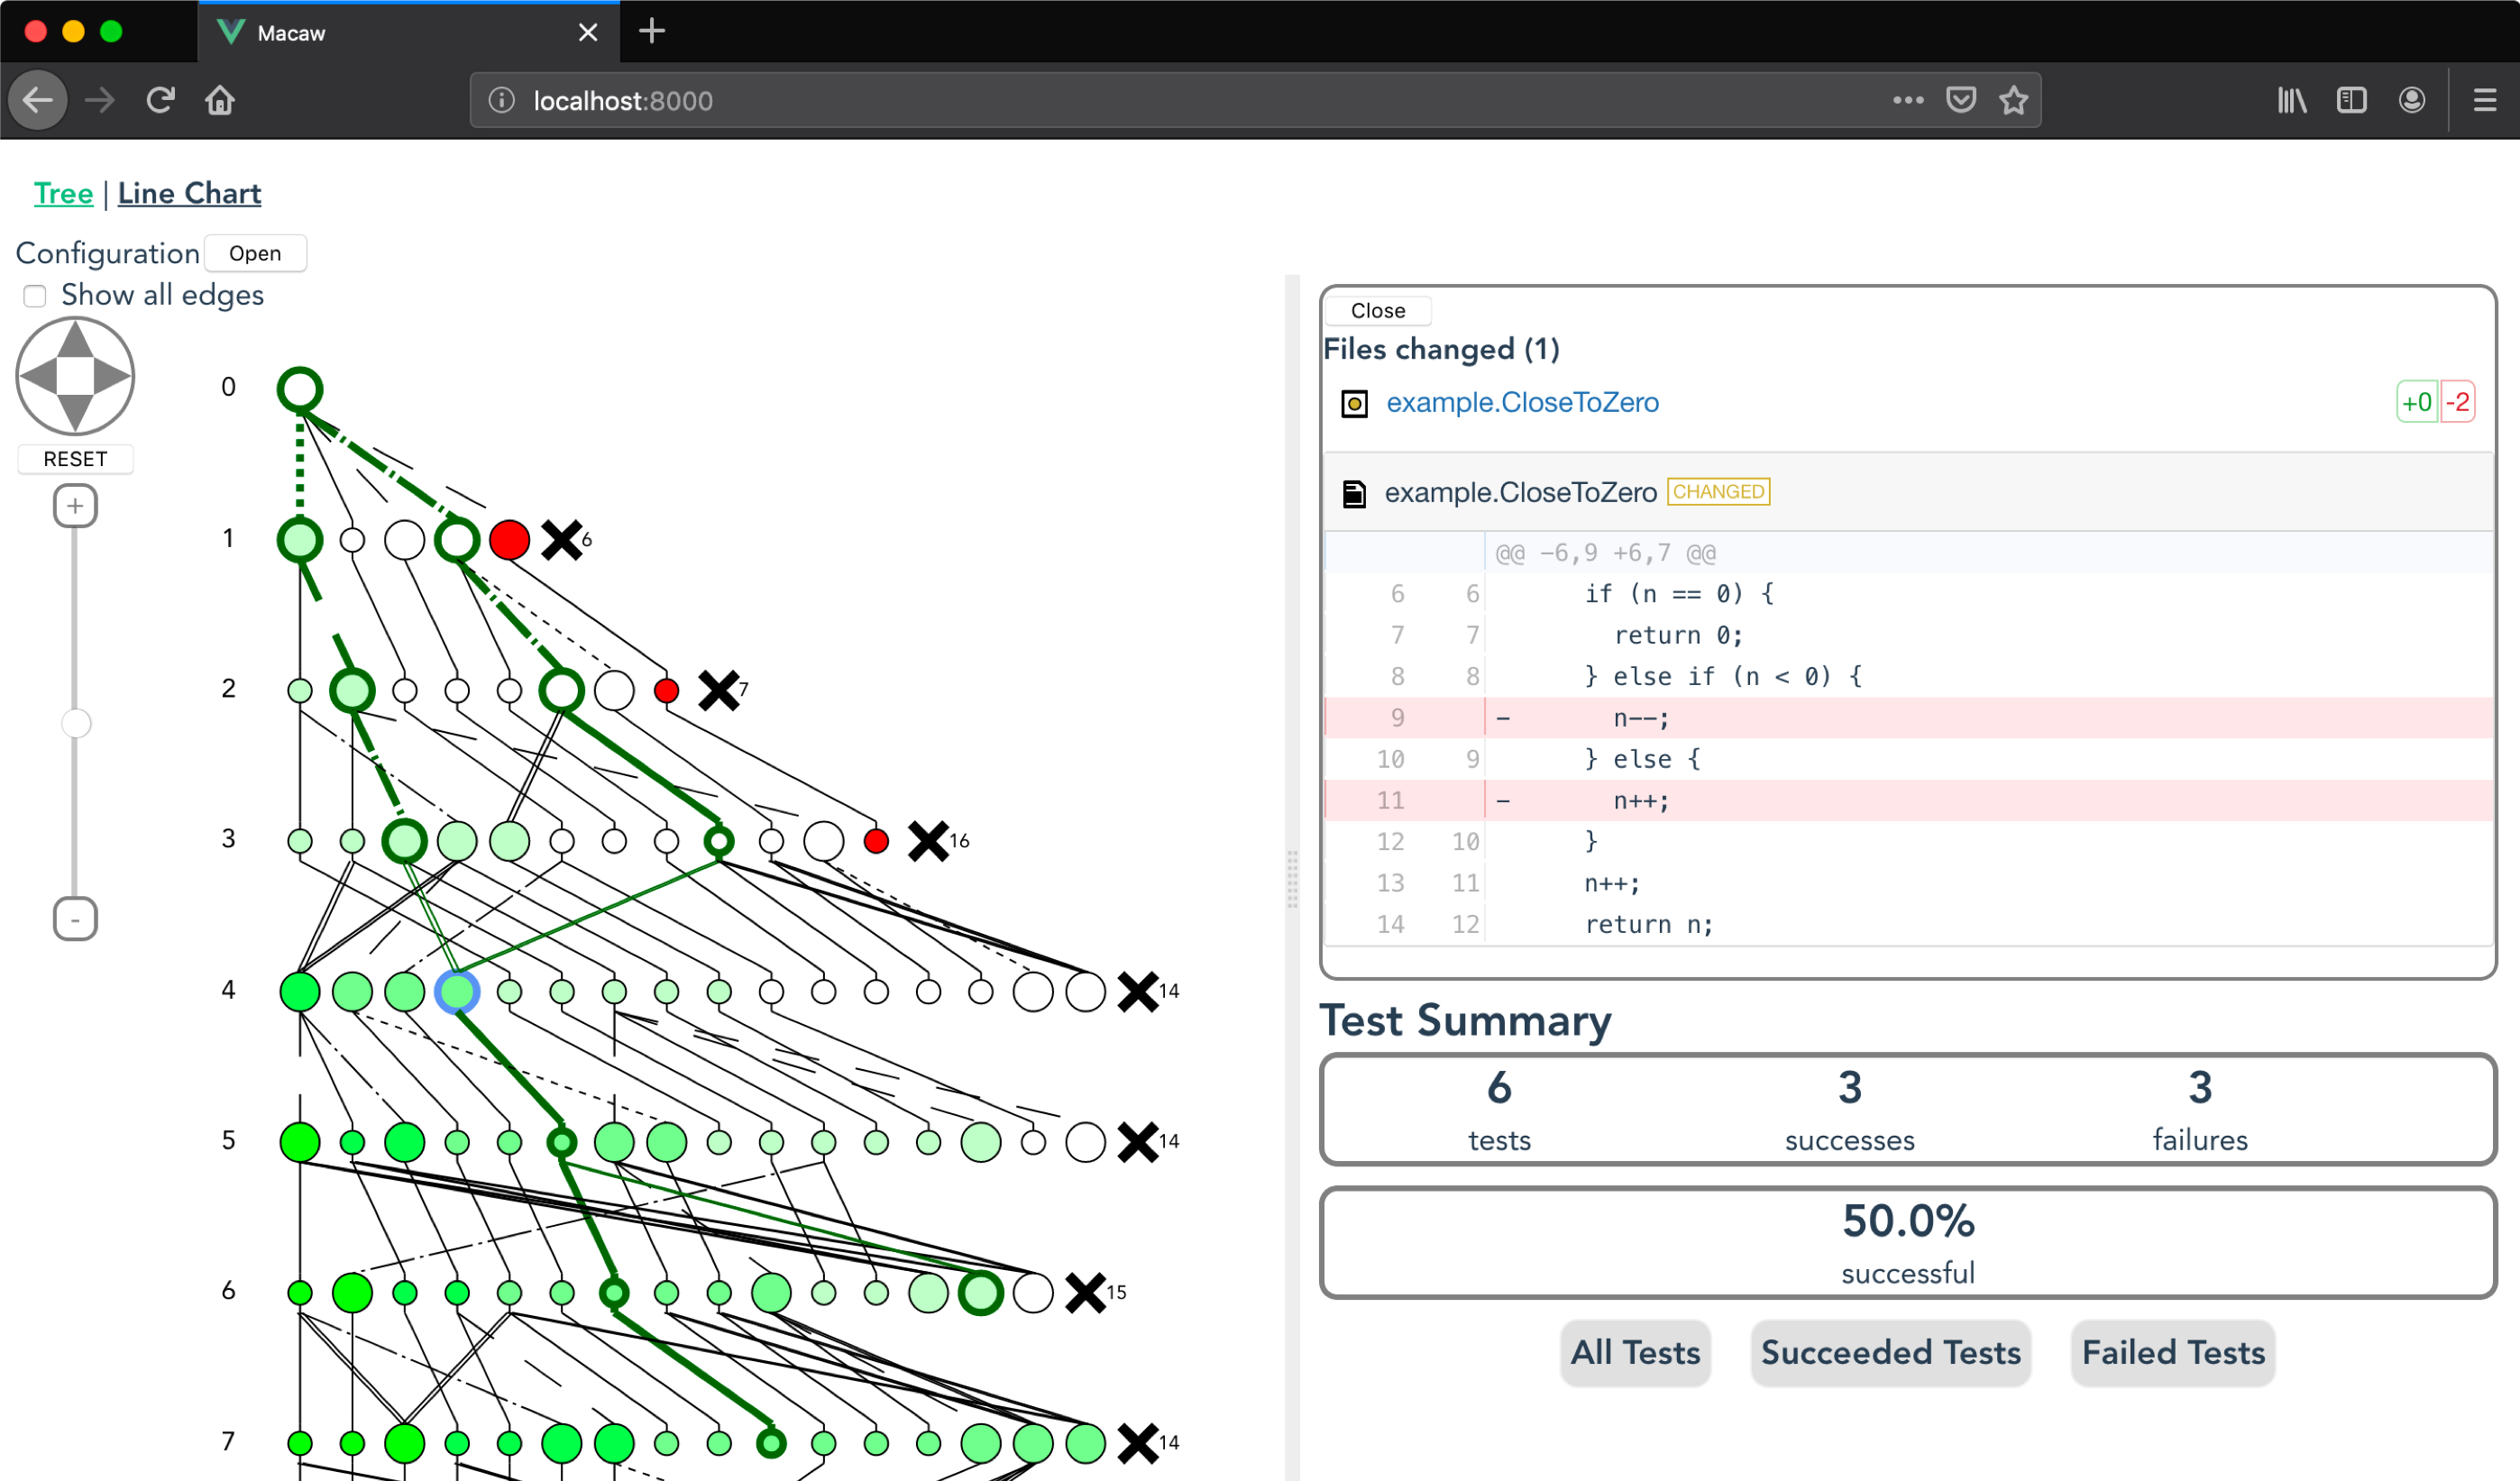 Macaw
localhost:8000
Tree | Line Chart
Configuration Open
Show all edges
RESET
+
-
0
1
6
2
7
3
16
4
14
5
14
6
15
7
14
Close
Files changed (1)
example.CloseToZero +0 -2
example.CloseToZero CHANGED
@@ -6,9 +6,7 @@
6 6 if (n == 0) {
7 7 return 0;
8 8 } else if (n < 0) {
9 - n--;
10 9 } else {
11 - n++;
12 10 }
13 11 n++;
14 12 return n;
Test Summary
6 3 3
tests successes failures
50.0%
successful
All Tests Succeeded Tests Failed Tests